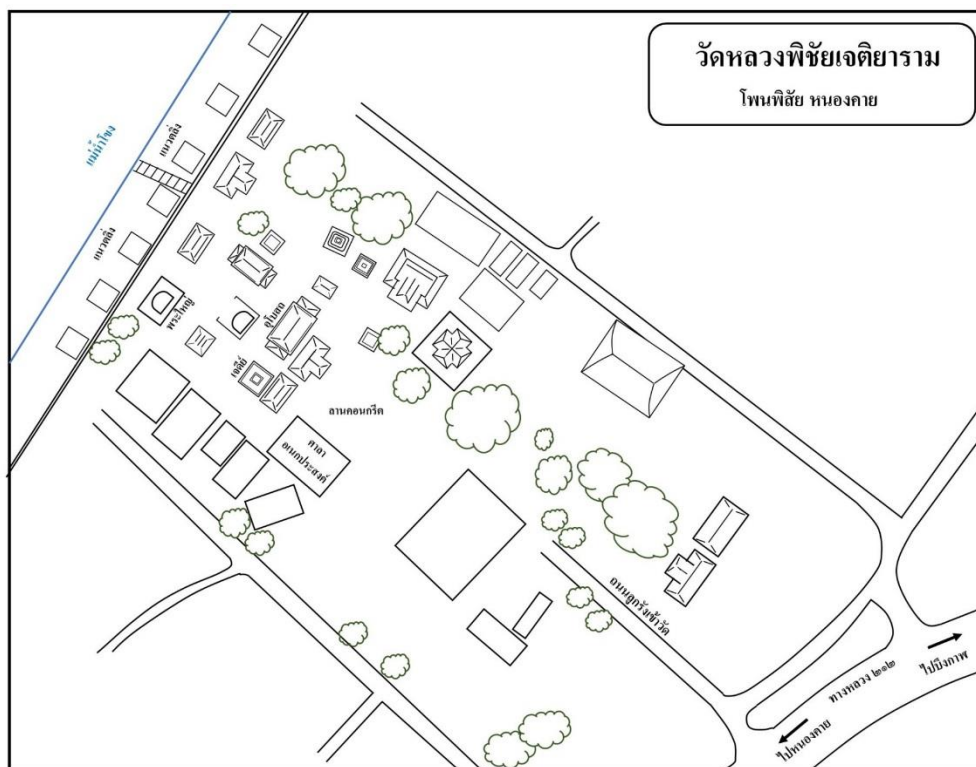 วัดหลวงพิชัยเจติยาราม
โพนพิสัย หนองคาย
แม่น้ำโขง
แนวตลิ่ง
แนวตลิ่ง
พระใหญ่
อุโบสถ
เจดีย์
ลานคอนกรีต
ศาลา
อเนกประสงค์
ถนนลูกรังเข้าวัด
ทางหลวง ๒๑๒
ไปบึงกาฬ
ไปหนองคาย